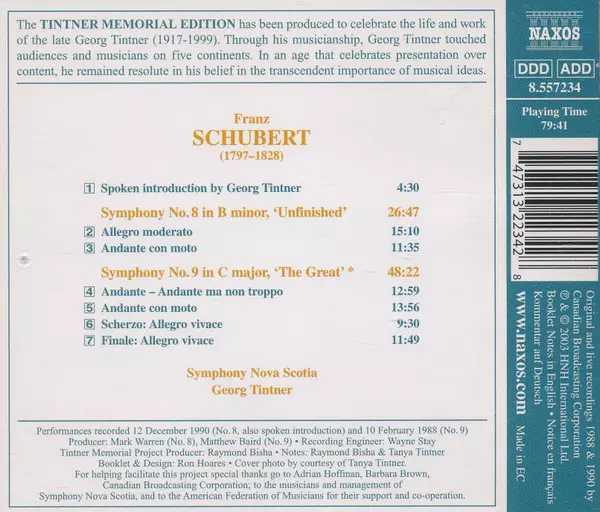 The TINTNER MEMORIAL EDITION has been produced to celebrate the life and work
of the late Georg Tintner (1917-1999). Through his musicianship, Georg Tintner touched
audiences and musicians on five continents. In an age that celebrates presentation over
content, he remained resolute in his belief in the transcendent importance of musical ideas.
Franz
SCHUBERT
(1797–1828)
1 Spoken introduction by Georg Tintner 4:30
Symphony No. 8 in B minor, ‘Unfinished’ 26:47
2 Allegro moderato 15:10
3 Andante con moto 11:35
Symphony No. 9 in C major, ‘The Great’ * 48:22
4 Andante – Andante ma non troppo 12:59
5 Andante con moto 13:56
6 Scherzo: Allegro vivace 9:30
7 Finale: Allegro vivace 11:49
Symphony Nova Scotia
Georg Tintner
Performances recorded 12 December 1990 (No. 8, also spoken introduction) and 10 February 1988 (No. 9)
Producer: Mark Warren (No. 8), Matthew Baird (No. 9) • Recording Engineer: Wayne Stay
Tintner Memorial Project Producer: Raymond Bisha • Notes: Raymond Bisha & Tanya Tintner
Booklet & Design: Ron Hoares • Cover photo by courtesy of Tanya Tintner.
For helping facilitate this project special thanks go to Adrian Hoffman, Barbara Brown,
Canadian Broadcasting Corporation; to the musicians and management of
Symphony Nova Scotia, and to the American Federation of Musicians for their support and co-operation.
NAXOS
DDD ADD*
8.557234
Playing Time
79:41
7 47313 22342 8
Original and live recordings 1988 & 1990 by
Canadian Broadcasting Corporation
℗ & © 2003 HNH International Ltd.
Booklet Notes in English • Notice en français
Kommentar auf Deutsch
www.naxos.com
Made in EC